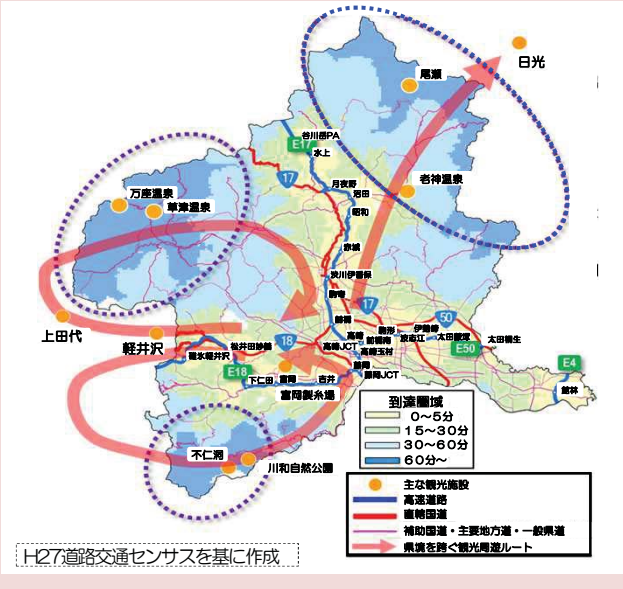 日光
尾瀬
谷川岳PA
E17
水上
17
老神温泉
月夜野
沼田
昭和
万座温泉
草津温泉
赤城
渋川伊香保
駒寄
17
上田代
軽井沢
前橋
50
駒形
伊勢崎
高崎
前橋南
波志江
太田藪塚
太田桐生
碓氷軽井沢
松井田妙義
18
高崎JCT
高崎玉村
E50
E4
E18
下仁田
富岡
吉井
藤岡
藤岡JCT
館林
富岡製糸場
不仁洞
川和自然公園
到達圏域
0～5分
15～30分
30～60分
60分～
主な観光施設
高速道路
直轄国道
補助国道・主要地方道・一般県道
県境を跨ぐ観光周遊ルート
H27道路交通センサスを基に作成